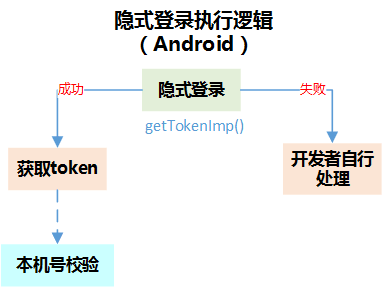 隐式登录执行逻辑
（Android）
成功
隐式登录
失败
getTokenImp()
获取token
开发者自行
处理
本机号校验